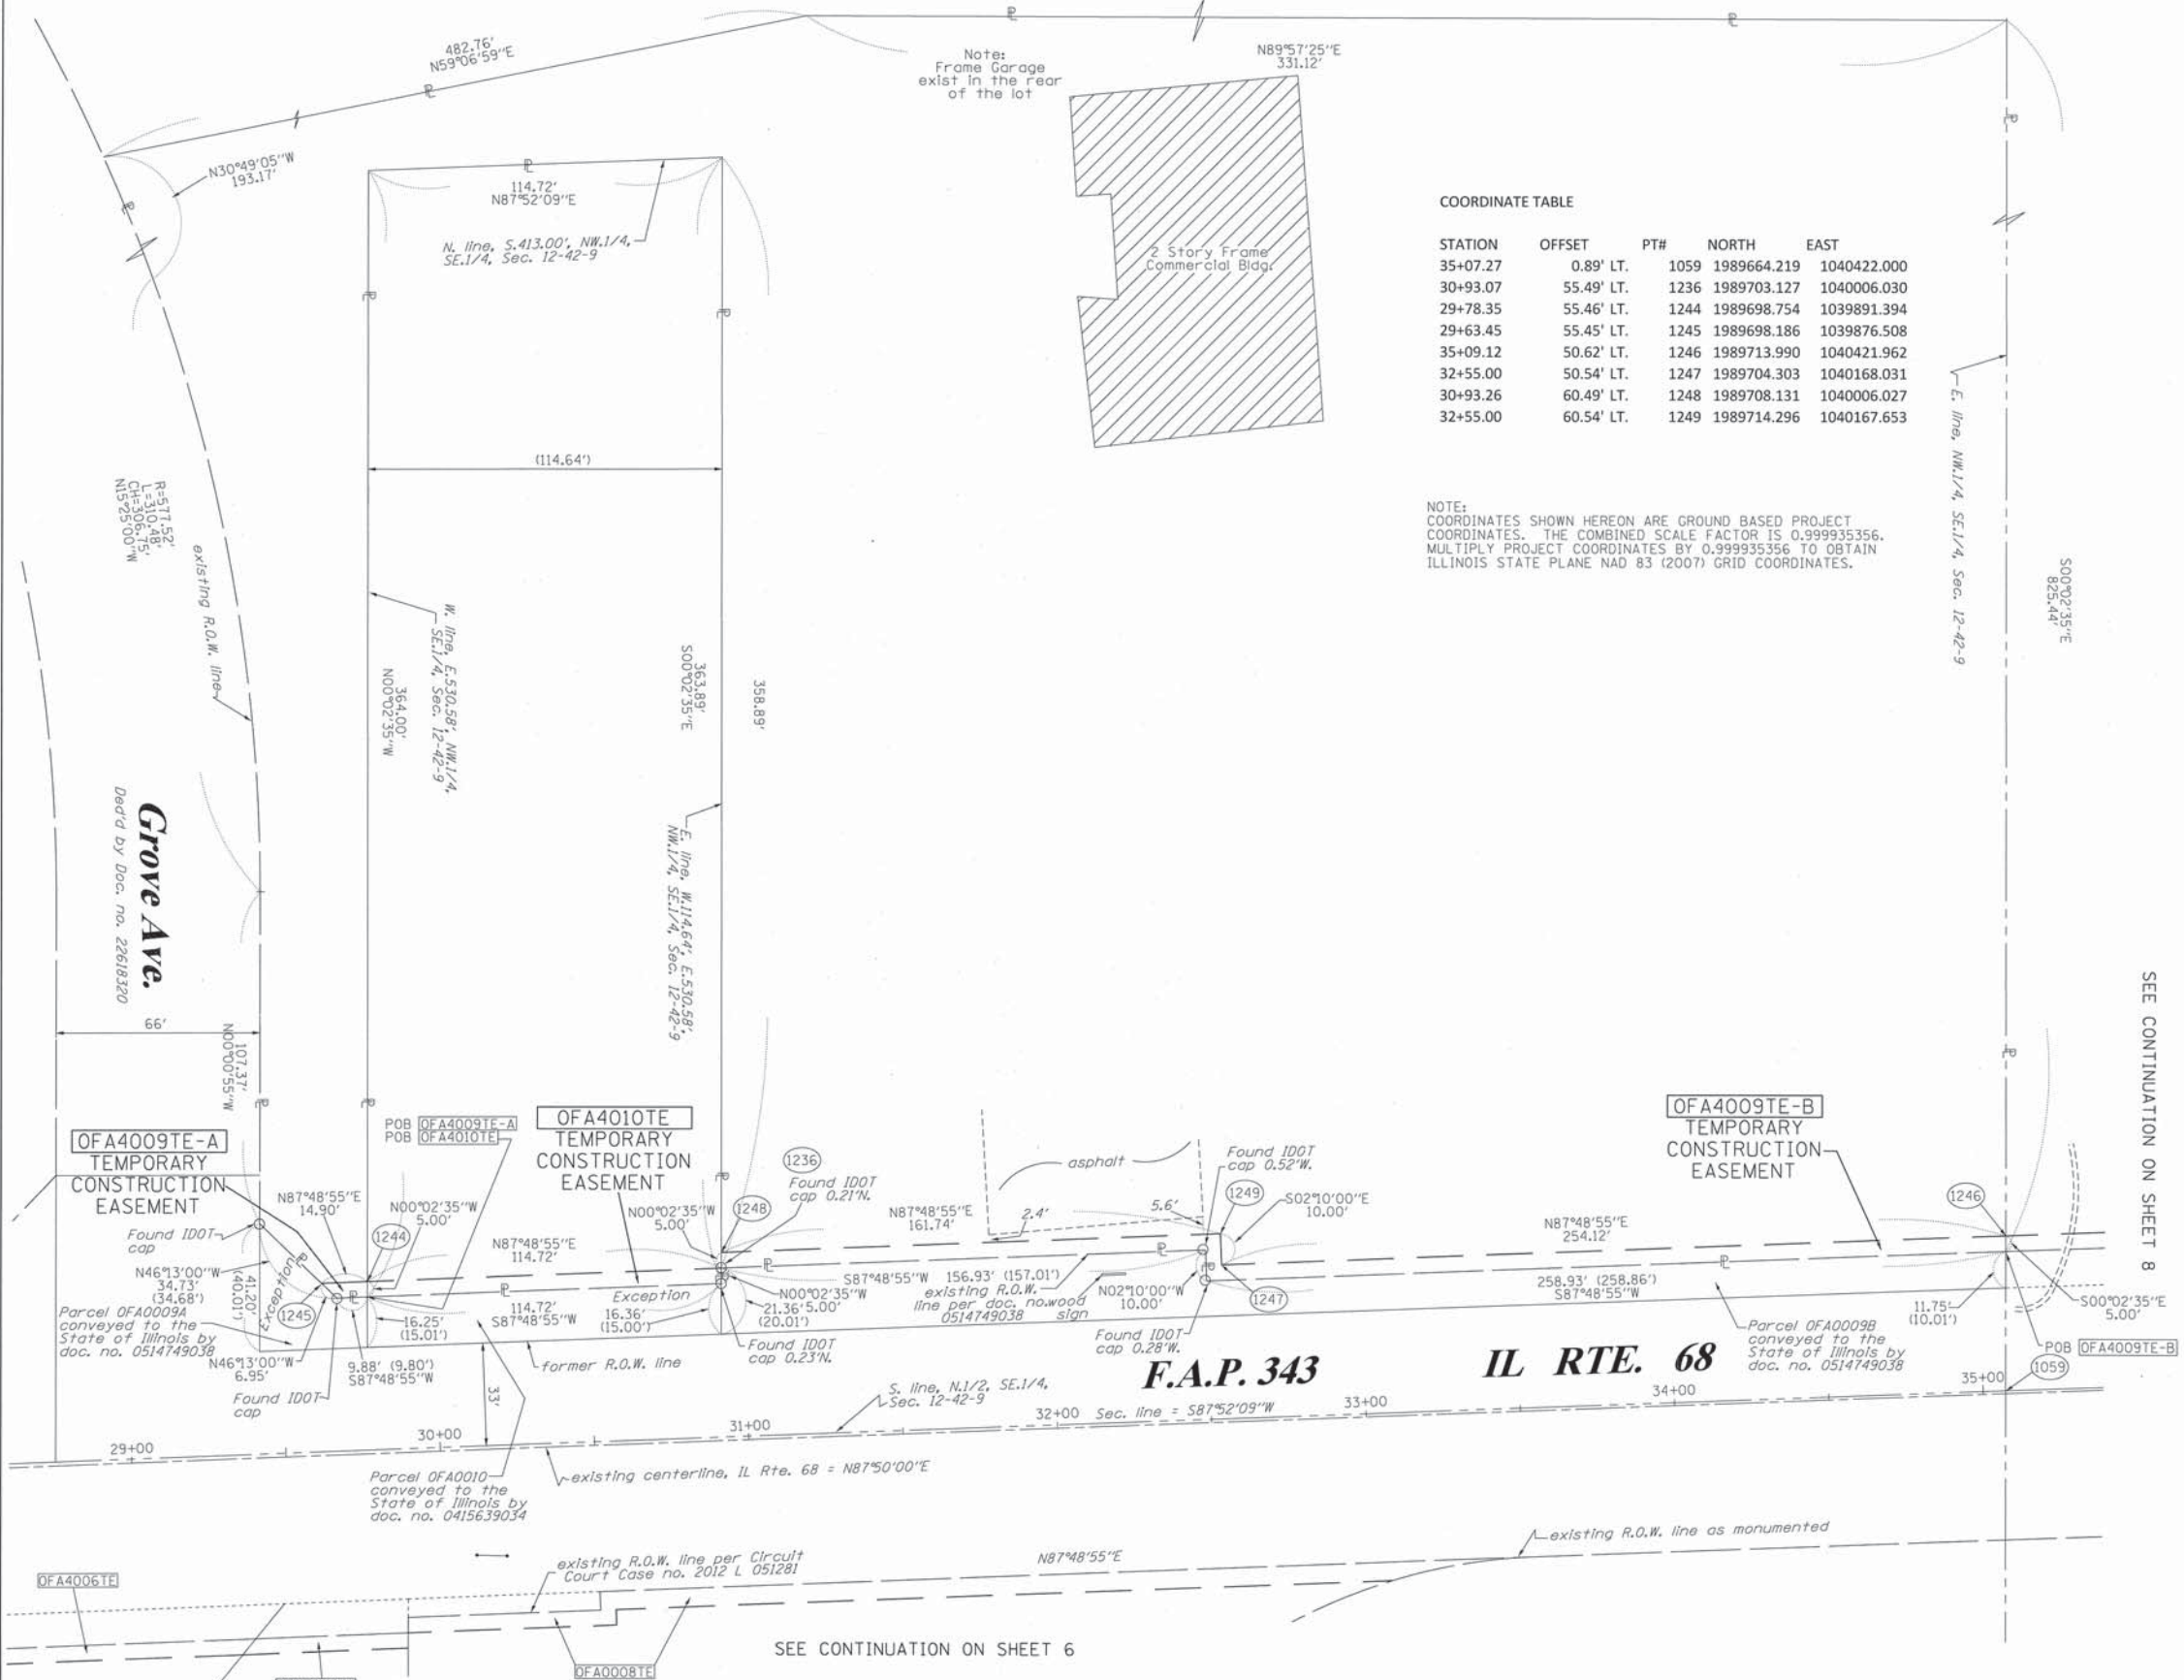 482.76'
N59°06'59"E
Note:
Frame Garage
exist in the rear
of the lot
N89°57'25"E
331.12'
N30°49'05"W
193.17'
114.72'
N87°52'09"E
N. line, S.413.00', NW.1/4,
SE.1/4, Sec. 12-42-9
2 Story Frame
Commercial Bldg.
COORDINATE TABLE
STATION OFFSET PT# NORTH EAST
35+07.27 0.89' LT. 1059 1989664.219 1040422.000
30+93.07 55.49' LT. 1236 1989703.127 1040006.030
29+78.35 55.46' LT. 1244 1989698.754 1039891.394
29+63.45 55.45' LT. 1245 1989698.186 1039876.508
35+09.12 50.62' LT. 1246 1989713.990 1040421.962
32+55.00 50.54' LT. 1247 1989704.303 1040168.031
30+93.26 60.49' LT. 1248 1989708.131 1040006.027
32+55.00 60.54' LT. 1249 1989714.296 1040167.653
NOTE:
COORDINATES SHOWN HEREON ARE GROUND BASED PROJECT
COORDINATES. THE COMBINED SCALE FACTOR IS 0.999935356.
MULTIPLY PROJECT COORDINATES BY 0.999935356 TO OBTAIN
ILLINOIS STATE PLANE NAD 83 (2007) GRID COORDINATES.
E. line, NW.1/4, SE.1/4, Sec. 12-42-9
S00°02'35"E
825.44'
(114.64')
R=577.52'
L=310.48'
CH=306.75'
N15°25'00"W
existing R.O.W. line
W. line, E.530.58', NW.1/4,
SE.1/4, Sec. 12-42-9
364.00'
N00°02'35"W
363.89'
S00°02'35"E
358.89'
E. line, W.114.64', E.530.58',
NW.1/4, SE.1/4, Sec. 12-42-9
Grove Ave.
Ded'd by Doc. no. 22618320
66'
107.37'
N00°00'55"W
SEE CONTINUATION ON SHEET 8
OFA4009TE-A
TEMPORARY
CONSTRUCTION
EASEMENT
POB OFA4009TE-A
POB OFA4010TE
OFA4010TE
TEMPORARY
CONSTRUCTION
EASEMENT
OFA4009TE-B
TEMPORARY
CONSTRUCTION
EASEMENT
1236
Found IDOT
cap 0.21'N.
asphalt
Found IDOT
cap 0.52'W.
N87°48'55"E
14.90'
N00°02'35"W
5.00'
1244
N87°48'55"E
114.72'
N00°02'35"W
5.00'
1248
N87°48'55"E
161.74'
2.4'
5.6'
1249
S02°10'00"E
10.00'
N87°48'55"E
254.12'
1246
Found IDOT
cap
N46°13'00"W
34.73'
(34.68')
41.20'
(40.01')
Exception
1245
Parcel OFA0009A
conveyed to the
State of Illinois by
doc. no. 0514749038
N46°13'00"W
6.95'
Found IDOT
cap
9.88' (9.80')
S87°48'55"W
16.25'
(15.01')
114.72'
S87°48'55"W
Exception
16.36'
(15.00')
N00°02'35"W
5.00'
21.36'
(20.01')
Found IDOT
cap 0.23'N.
S87°48'55"W 156.93' (157.01')
existing R.O.W.
line per doc. no.
0514749038
wood
sign
N02°10'00"W
10.00'
1247
Found IDOT
cap 0.28'W.
258.93' (258.86')
S87°48'55"W
11.75'
(10.01')
S00°02'35"E
5.00'
POB OFA4009TE-B
1059
Parcel OFA0009B
conveyed to the
State of Illinois by
doc. no. 0514749038
former R.O.W. line
33'
F.A.P. 343
IL RTE. 68
S. line, N.1/2, SE.1/4,
Sec. 12-42-9
Sec. line = S87°52'09"W
29+00
30+00
31+00
32+00
33+00
34+00
35+00
existing centerline, IL Rte. 68 = N87°50'00"E
Parcel OFA0010
conveyed to the
State of Illinois by
doc. no. 0415639034
existing R.O.W. line as monumented
existing R.O.W. line per Circuit
Court Case no. 2012 L 051281
N87°48'55"E
OFA4006TE
SEE CONTINUATION ON SHEET 6
OFA0008TE